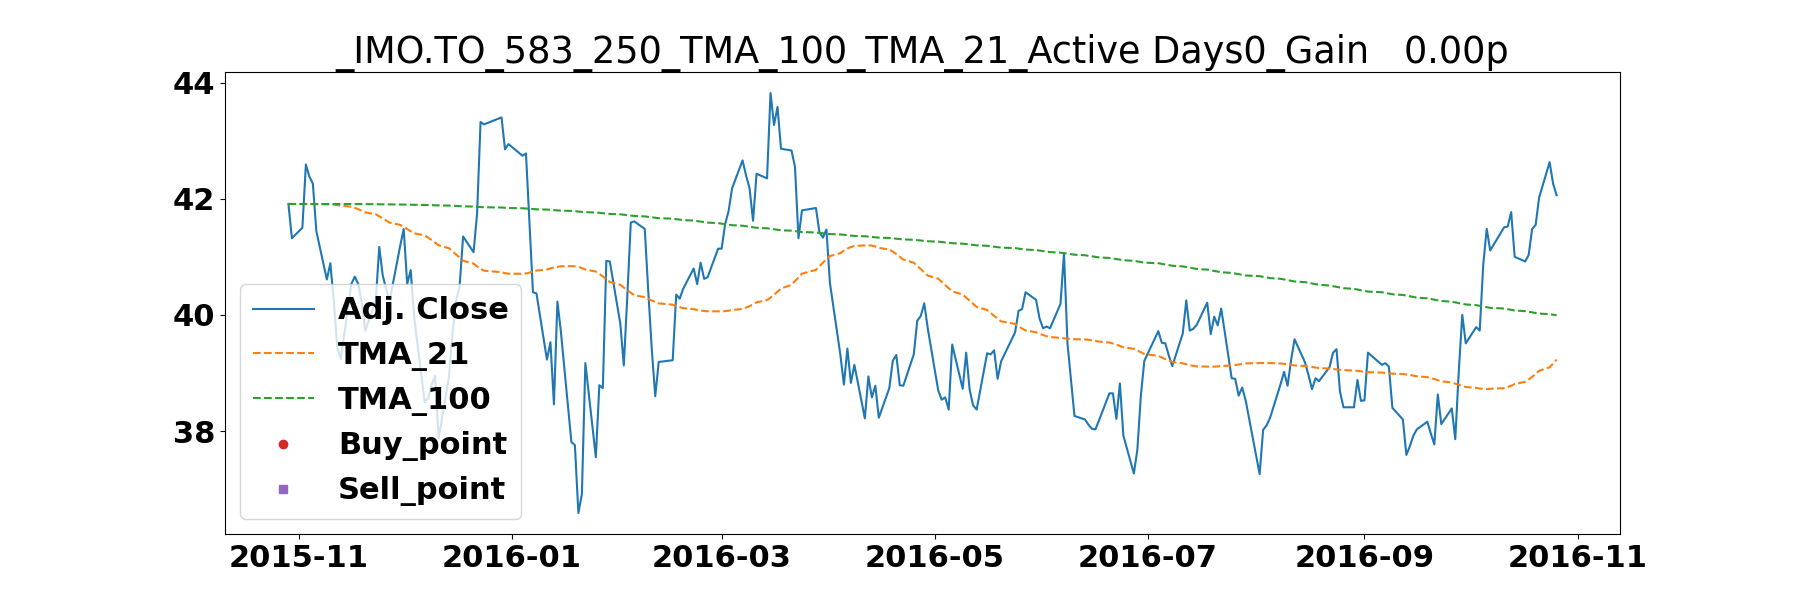 _IMO.TO_583_250_TMA_100_TMA_21_Active Days0_Gain   0.00p
44
42
40
38
Adj. Close
TMA_21
TMA_100
Buy_point
Sell_point
2015-11 2016-01 2016-03 2016-05 2016-07 2016-09 2016-11